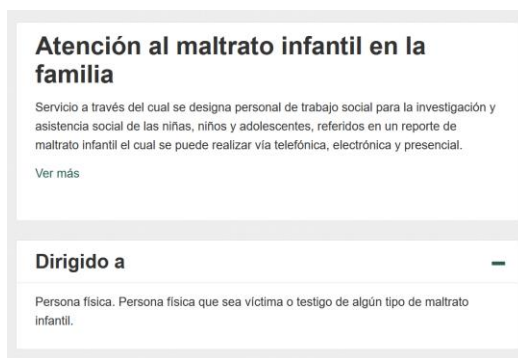 Atención al maltrato infantil en la
familia
Servicio a través del cual se designa personal de trabajo social para la investigación y
asistencia social de las niñas, niños y adolescentes, referidos en un reporte de
maltrato infantil el cual se puede realizar vía telefónica, electrónica y presencial.
Ver más
Dirigido a
Persona física. Persona física que sea víctima o testigo de algún tipo de maltrato
infantil.